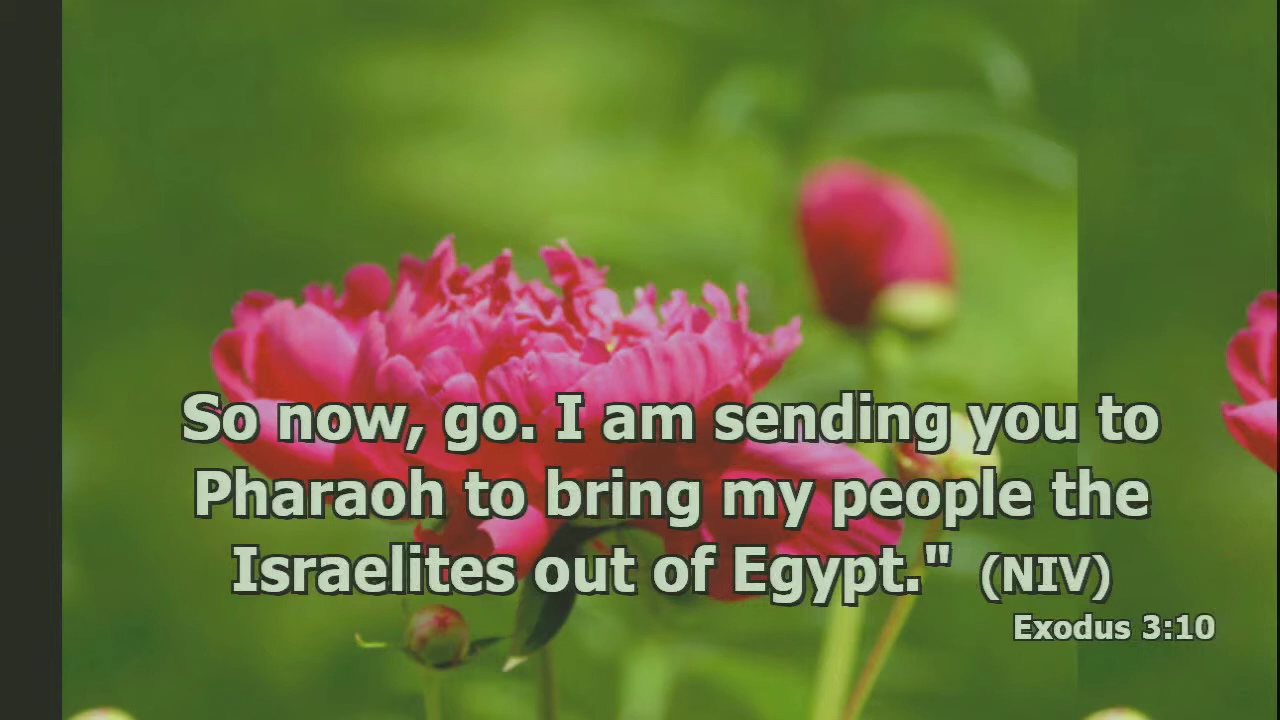 So now, go. I am sending you to
Pharaoh to bring my people the
Israelites out of Egypt." (NIV)
Exodus 3:10